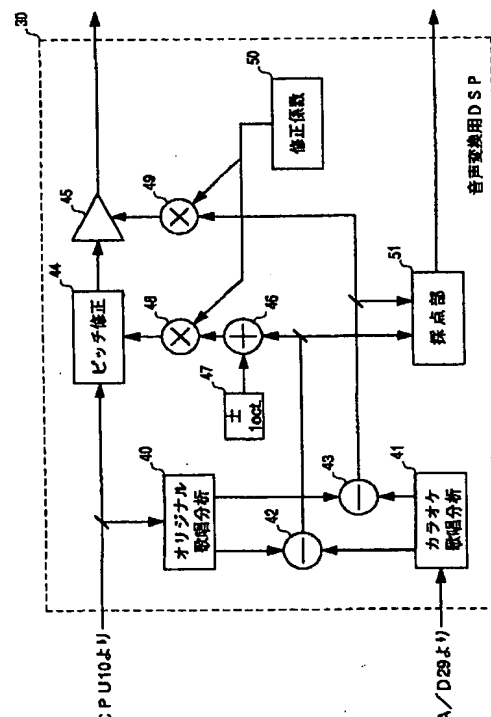 30
CPU10より
44
ピッチ修正
45
40
オリジナル
歌唱分析
47
±
1oct.
48
×
49
×
50
修正係数
46
+
42
−
43
−
41
カラオケ
歌唱分析
A/D29より
51
採点部
音声変換用DSP